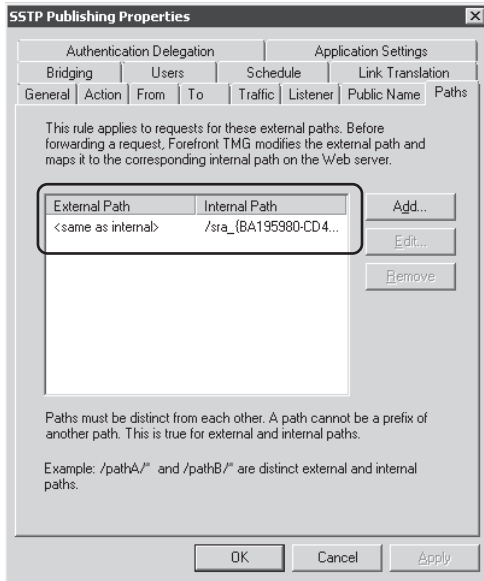 SSTP Publishing Properties
Authentication Delegation Application Settings
Bridging Users Schedule Link Translation
General Action From To Traffic Listener Public Name Paths
This rule applies to requests for these external paths. Before
forwarding a request, Forefront TMG modifies the external path and
maps it to the corresponding internal path on the Web server.
External Path Internal Path
<same as internal> /sra_{BA195980-CD4...
Add...
Edit...
Remove
Paths must be distinct from each other. A path cannot be a prefix of
another path. This is true for external and internal paths.
Example: /pathA/* and /pathB/* are distinct external and internal
paths.
OK Cancel Apply